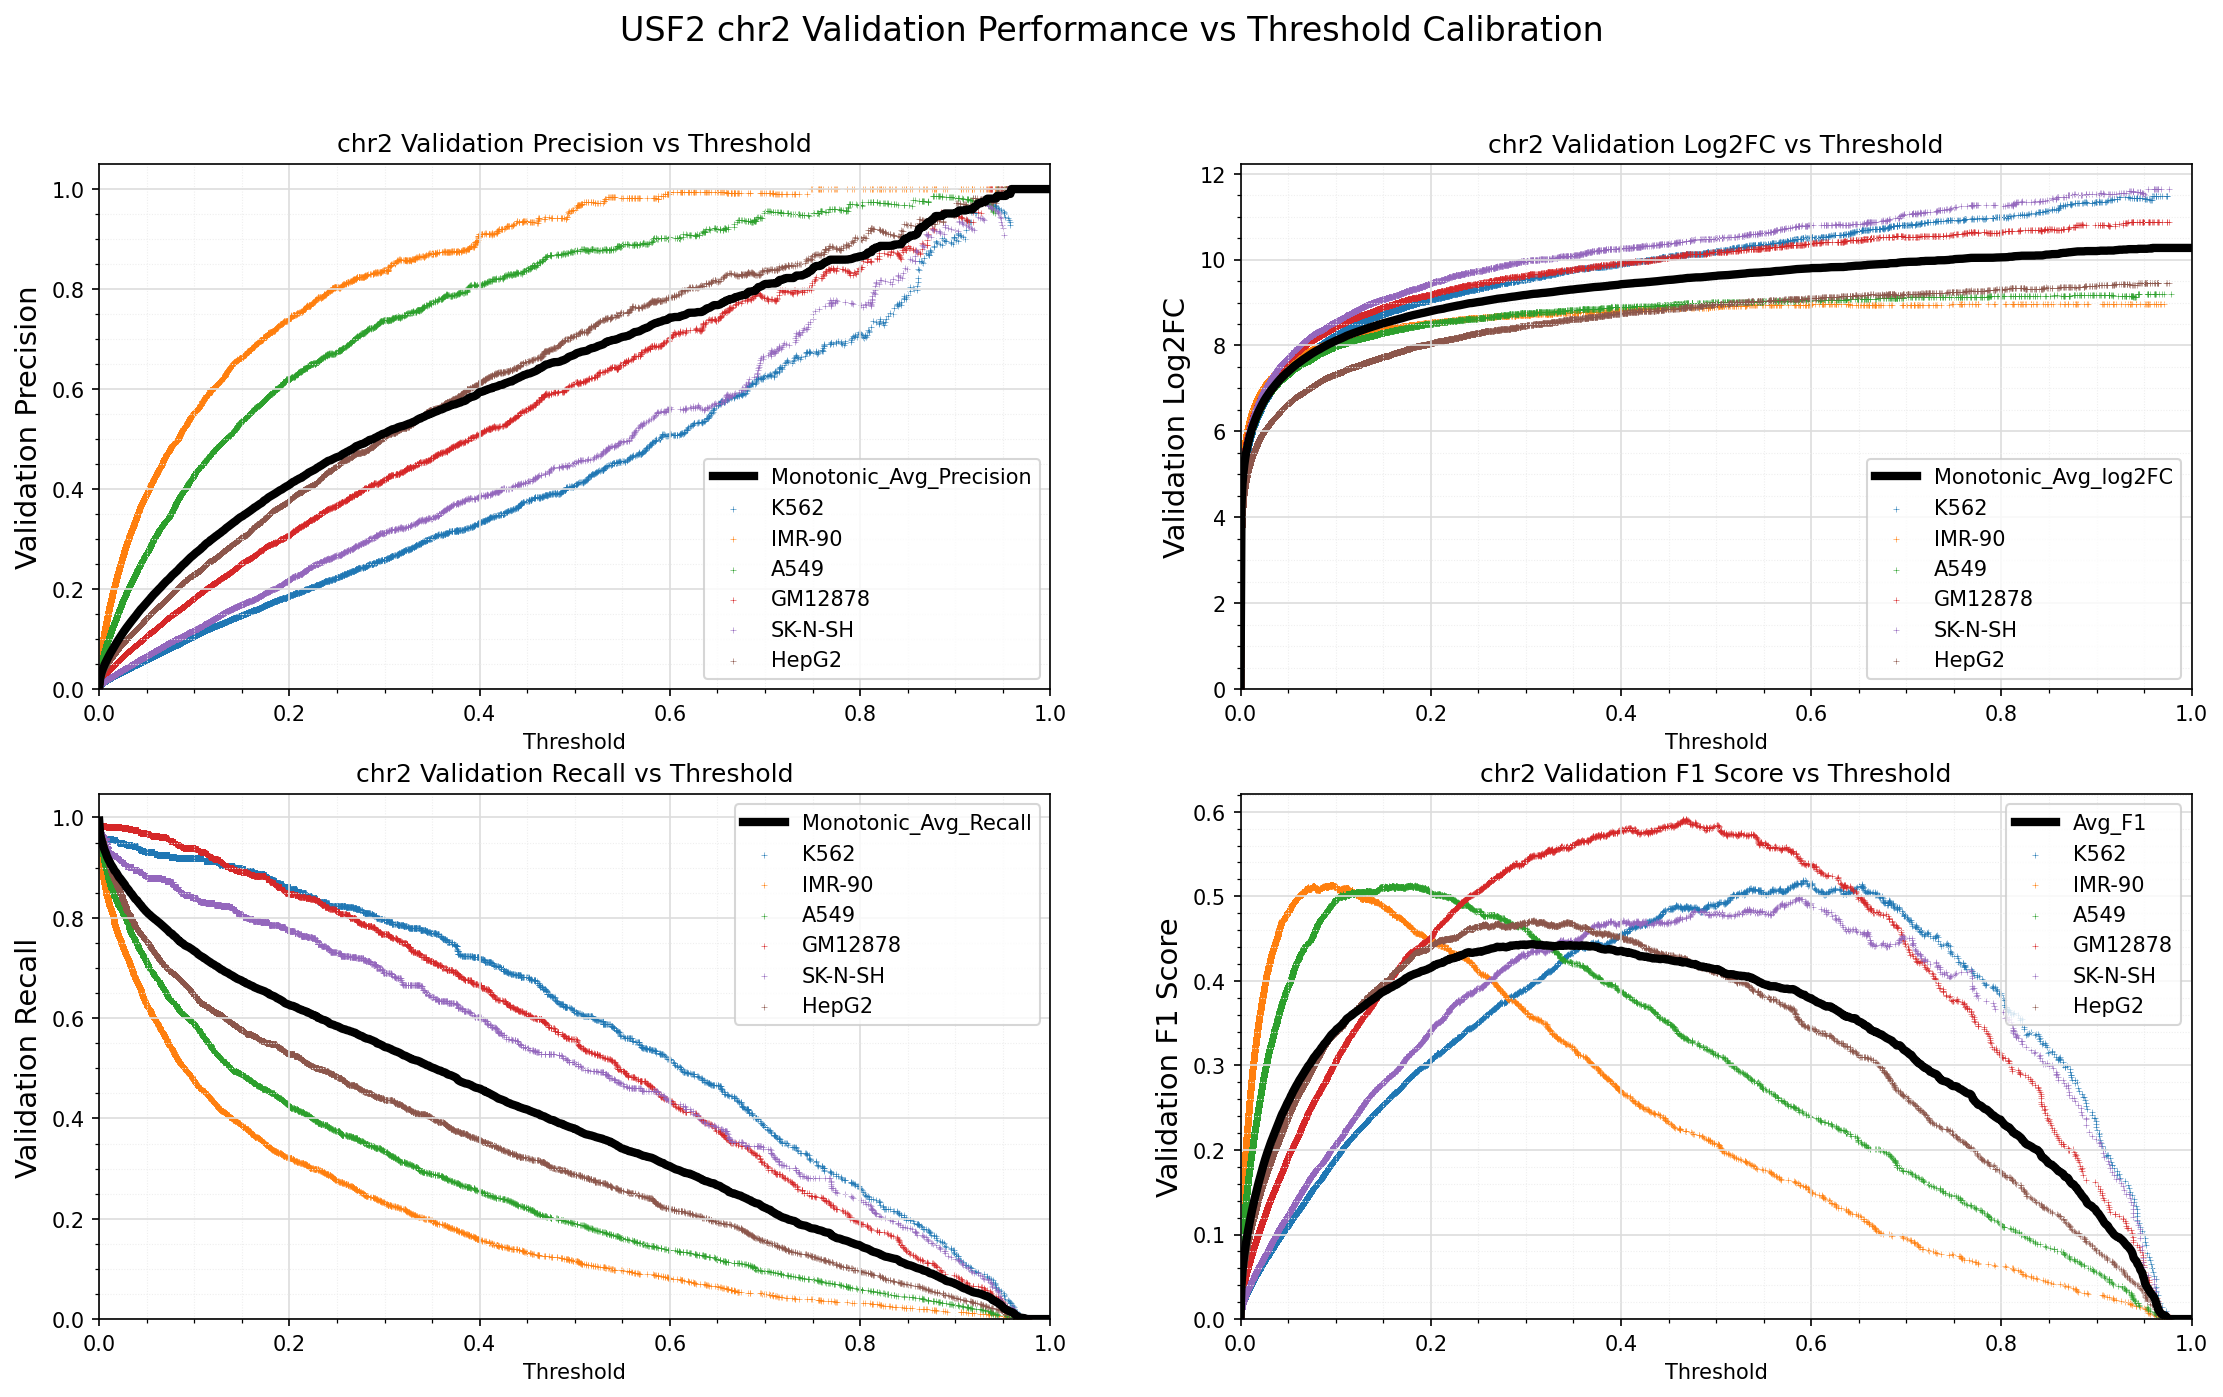 USF2 chr2 Validation Performance vs Threshold Calibration
chr2 Validation Precision vs Threshold
Validation Precision
1.0
0.8
0.6
0.4
0.2
0.0
0.0 0.2 0.4 0.6 0.8 1.0
Threshold
Monotonic_Avg_Precision
K562
IMR-90
A549
GM12878
SK-N-SH
HepG2
chr2 Validation Log2FC vs Threshold
Validation Log2FC
12
10
8
6
4
2
0
0.0 0.2 0.4 0.6 0.8 1.0
Threshold
Monotonic_Avg_log2FC
K562
IMR-90
A549
GM12878
SK-N-SH
HepG2
chr2 Validation Recall vs Threshold
Validation Recall
1.0
0.8
0.6
0.4
0.2
0.0
0.0 0.2 0.4 0.6 0.8 1.0
Threshold
Monotonic_Avg_Recall
K562
IMR-90
A549
GM12878
SK-N-SH
HepG2
chr2 Validation F1 Score vs Threshold
Validation F1 Score
0.6
0.5
0.4
0.3
0.2
0.1
0.0
0.0 0.2 0.4 0.6 0.8 1.0
Threshold
Avg_F1
K562
IMR-90
A549
GM12878
SK-N-SH
HepG2